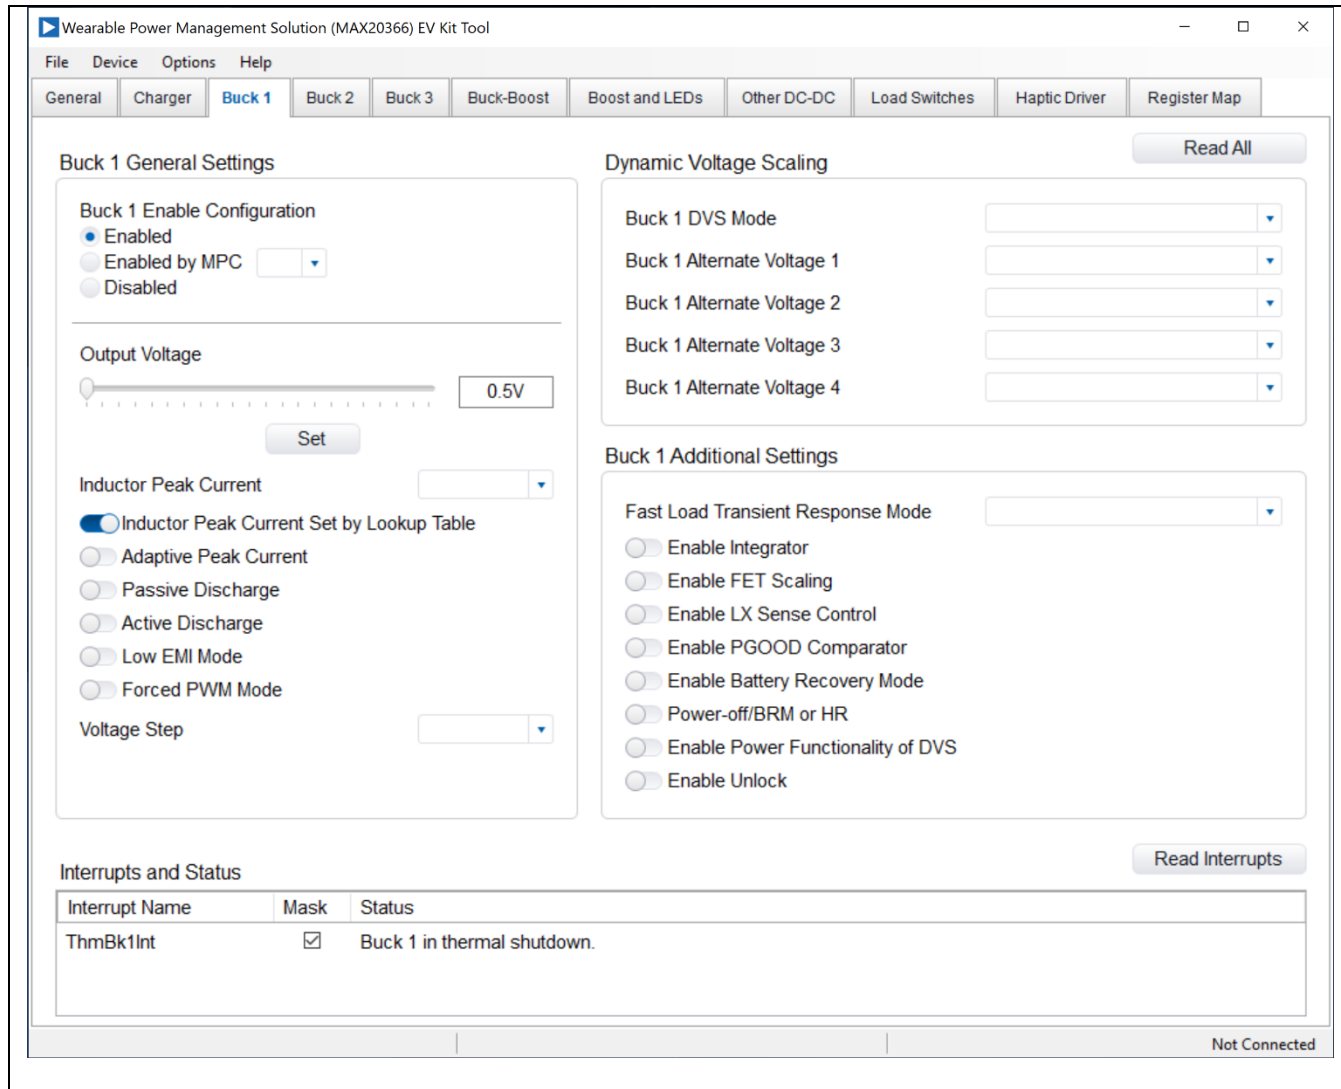 Wearable Power Management Solution (MAX20366) EV Kit Tool
File Device Options Help
General Charger Buck 1 Buck 2 Buck 3 Buck-Boost Boost and LEDs Other DC-DC Load Switches Haptic Driver Register Map
Read All
Buck 1 General Settings
Buck 1 Enable Configuration
Enabled
Enabled by MPC
Disabled
Output Voltage
0.5V
Set
Inductor Peak Current
Inductor Peak Current Set by Lookup Table
Adaptive Peak Current
Passive Discharge
Active Discharge
Low EMI Mode
Forced PWM Mode
Voltage Step
Dynamic Voltage Scaling
Buck 1 DVS Mode
Buck 1 Alternate Voltage 1
Buck 1 Alternate Voltage 2
Buck 1 Alternate Voltage 3
Buck 1 Alternate Voltage 4
Buck 1 Additional Settings
Fast Load Transient Response Mode
Enable Integrator
Enable FET Scaling
Enable LX Sense Control
Enable PGOOD Comparator
Enable Battery Recovery Mode
Power-off/BRM or HR
Enable Power Functionality of DVS
Enable Unlock
Read Interrupts
Interrupts and Status
Interrupt Name Mask Status
ThmBk1Int Buck 1 in thermal shutdown.
Not Connected